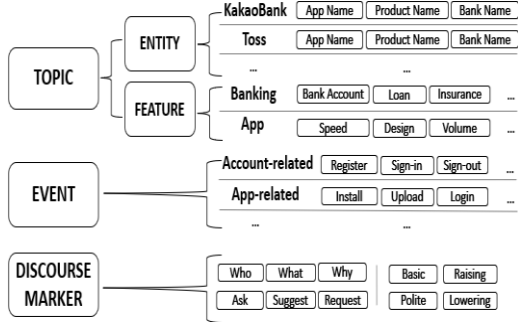 KakaoBank App Name Product Name Bank Name
ENTITY
Toss App Name Product Name Bank Name
... ...
TOPIC
Banking Bank Account Loan Insurance ...
FEATURE
App Speed Design Volume ...
Account-related Register Sign-in Sign-out ...
EVENT
App-related Install Upload Login ...
... ...
DISCOURSE
MARKER
Who What Why Basic Raising
Ask Suggest Request Polite Lowering